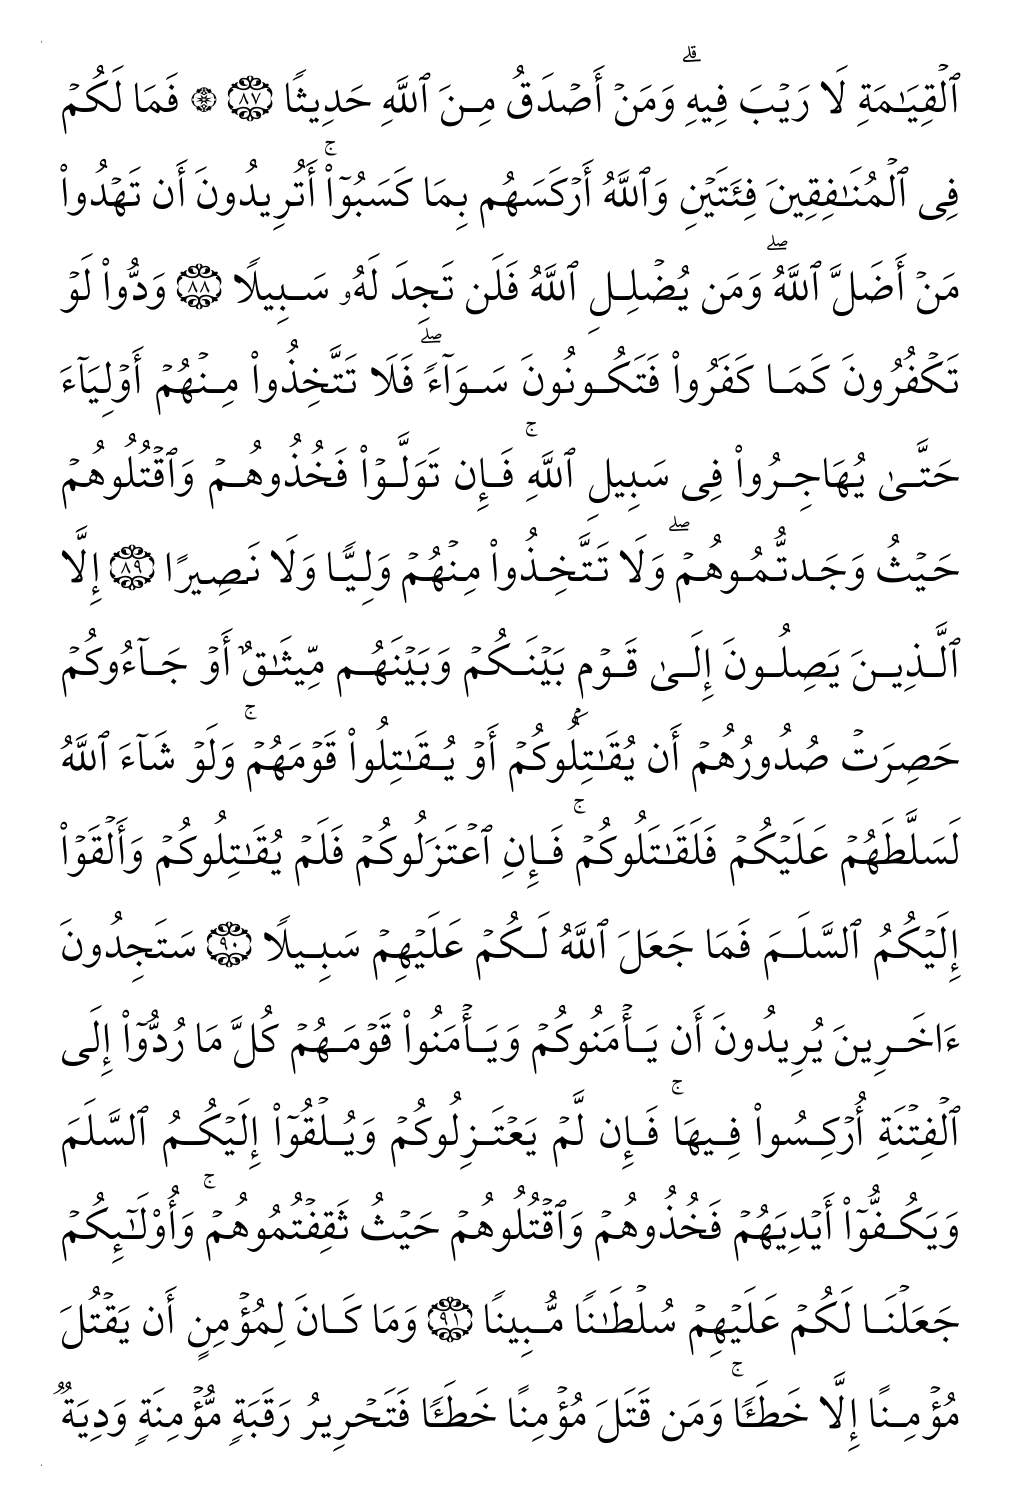 ٱلۡقِيَٰمَةِ لَا رَيۡبَ فِيهِۗ وَمَنۡ أَصۡدَقُ مِنَ ٱللَّهِ حَدِيثٗا ٨٧ ۞ فَمَا لَكُمۡ
فِي ٱلۡمُنَٰفِقِينَ فِئَتَيۡنِ وَٱللَّهُ أَرۡكَسَهُم بِمَا كَسَبُوٓاْۚ أَتُرِيدُونَ أَن تَهۡدُواْ
مَنۡ أَضَلَّ ٱللَّهُۖ وَمَن يُضۡلِلِ ٱللَّهُ فَلَن تَجِدَ لَهُۥ سَبِيلٗا ٨٨ وَدُّواْ لَوۡ
تَكۡفُرُونَ كَمَا كَفَرُواْ فَتَكُونُونَ سَوَآءٗۖ فَلَا تَتَّخِذُواْ مِنۡهُمۡ أَوۡلِيَآءَ
حَتَّىٰ يُهَاجِرُواْ فِي سَبِيلِ ٱللَّهِۚ فَإِن تَوَلَّوۡاْ فَخُذُوهُمۡ وَٱقۡتُلُوهُمۡ
حَيۡثُ وَجَدتُّمُوهُمۡۖ وَلَا تَتَّخِذُواْ مِنۡهُمۡ وَلِيّٗا وَلَا نَصِيرًا ٨٩ إِلَّا
ٱلَّذِينَ يَصِلُونَ إِلَىٰ قَوۡمِۭ بَيۡنَكُمۡ وَبَيۡنَهُم مِّيثَٰقٌ أَوۡ جَآءُوكُمۡ
حَصِرَتۡ صُدُورُهُمۡ أَن يُقَٰتِلُوكُمۡ أَوۡ يُقَٰتِلُواْ قَوۡمَهُمۡۚ وَلَوۡ شَآءَ ٱللَّهُ
لَسَلَّطَهُمۡ عَلَيۡكُمۡ فَلَقَٰتَلُوكُمۡۚ فَإِنِ ٱعۡتَزَلُوكُمۡ فَلَمۡ يُقَٰتِلُوكُمۡ وَأَلۡقَوۡاْ
إِلَيۡكُمُ ٱلسَّلَمَ فَمَا جَعَلَ ٱللَّهُ لَكُمۡ عَلَيۡهِمۡ سَبِيلٗا ٩٠ سَتَجِدُونَ
ءَاخَرِينَ يُرِيدُونَ أَن يَأۡمَنُوكُمۡ وَيَأۡمَنُواْ قَوۡمَهُمۡ كُلَّ مَا رُدُّوٓاْ إِلَى
ٱلۡفِتۡنَةِ أُرۡكِسُواْ فِيهَاۚ فَإِن لَّمۡ يَعۡتَزِلُوكُمۡ وَيُلۡقُوٓاْ إِلَيۡكُمُ ٱلسَّلَمَ
وَيَكُفُّوٓاْ أَيۡدِيَهُمۡ فَخُذُوهُمۡ وَٱقۡتُلُوهُمۡ حَيۡثُ ثَقِفۡتُمُوهُمۡۚ وَأُوْلَٰٓئِكُمۡ
جَعَلۡنَا لَكُمۡ عَلَيۡهِمۡ سُلۡطَٰنٗا مُّبِينٗا ٩١ وَمَا كَانَ لِمُؤۡمِنٍ أَن يَقۡتُلَ
مُؤۡمِنًا إِلَّا خَطَـٔٗاۚ وَمَن قَتَلَ مُؤۡمِنًا خَطَـٔٗا فَتَحۡرِيرُ رَقَبَةٖ مُّؤۡمِنَةٖ وَدِيَةٞ